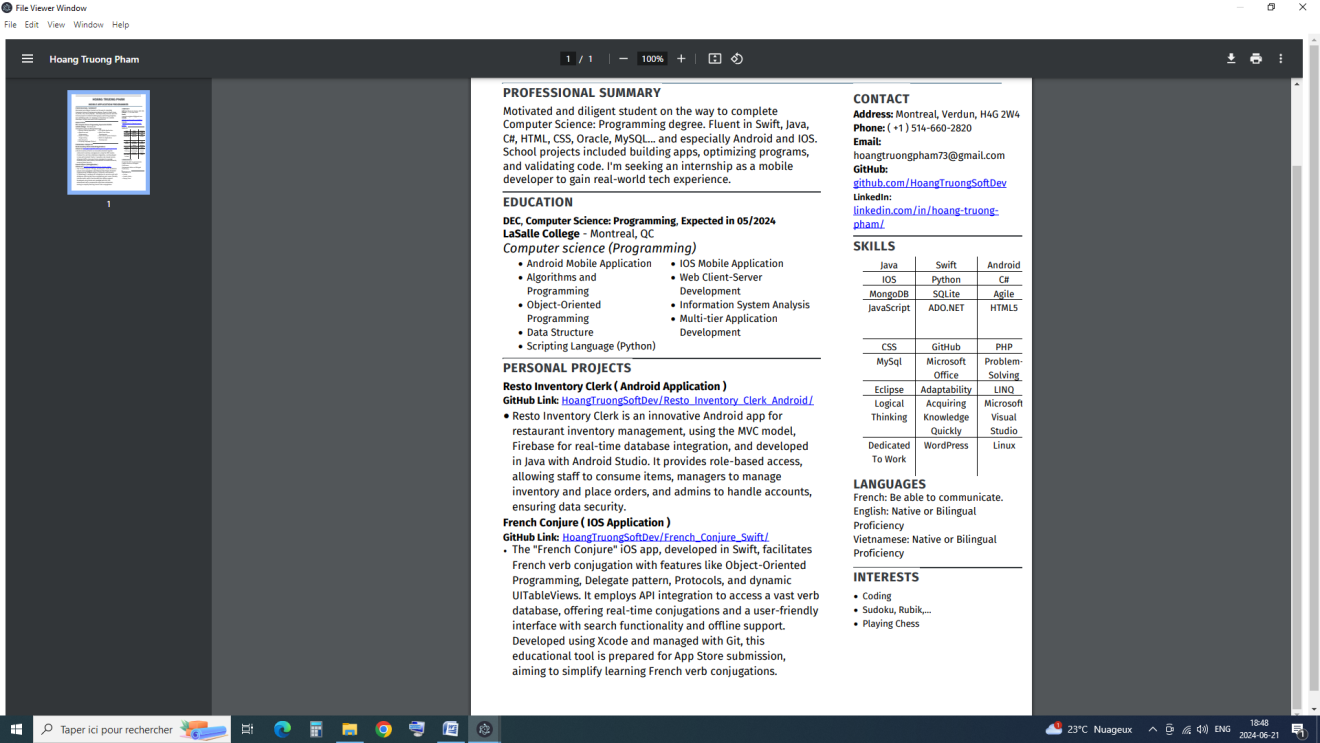 File Viewer Window
File Edit View Window Help
Hoang Truong Pham
1 / 1
100%
1
PROFESSIONAL SUMMARY
Motivated and diligent student on the way to complete
Computer Science: Programming degree. Fluent in Swift, Java,
C#, HTML, CSS, Oracle, MySQL... and especially Android and IOS.
School projects included building apps, optimizing programs,
and validating code. I'm seeking an internship as a mobile
developer to gain real-world tech experience.
EDUCATION
DEC, Computer Science: Programming, Expected in 05/2024
LaSalle College - Montreal, QC
Computer science (Programming)
• Android Mobile Application
• Algorithms and
Programming
• Object-Oriented
Programming
• Data Structure
• Scripting Language (Python)
• IOS Mobile Application
• Web Client-Server
Development
• Information System Analysis
• Multi-tier Application
Development
PERSONAL PROJECTS
Resto Inventory Clerk ( Android Application )
GitHub Link: HoangTruongSoftDev/Resto_Inventory_Clerk_Android/
• Resto Inventory Clerk is an innovative Android app for
restaurant inventory management, using the MVC model,
Firebase for real-time database integration, and developed
in Java with Android Studio. It provides role-based access,
allowing staff to consume items, managers to manage
inventory and place orders, and admins to handle accounts,
ensuring data security.
French Conjure ( IOS Application )
GitHub Link: HoangTruongSoftDev/French_Conjure_Swift/
• The "French Conjure" iOS app, developed in Swift, facilitates
French verb conjugation with features like Object-Oriented
Programming, Delegate pattern, Protocols, and dynamic
UITableViews. It employs API integration to access a vast verb
database, offering real-time conjugations and a user-friendly
interface with search functionality and offline support.
Developed using Xcode and managed with Git, this
educational tool is prepared for App Store submission,
aiming to simplify learning French verb conjugations.
CONTACT
Address: Montreal, Verdun, H4G 2W4
Phone: ( +1 ) 514-660-2820
Email:
hoangtruongpham73@gmail.com
GitHub:
github.com/HoangTruongSoftDev
LinkedIn:
linkedin.com/in/hoang-truong-
pham/
SKILLS
Java Swift Android
IOS Python C#
MongoDB SQLite Agile
JavaScript ADO.NET HTML5
CSS GitHub PHP
MySql Microsoft Problem-
Office Solving
Eclipse Adaptability LINQ
Logical Acquiring Microsoft
Thinking Knowledge Visual
Quickly Studio
Dedicated WordPress Linux
To Work
LANGUAGES
French: Be able to communicate.
English: Native or Bilingual
Proficiency
Vietnamese: Native or Bilingual
Proficiency
INTERESTS
• Coding
• Sudoku, Rubik,...
• Playing Chess
Taper ici pour rechercher
1
23°C Nuageux
ENG
18:48
2024-06-21
1